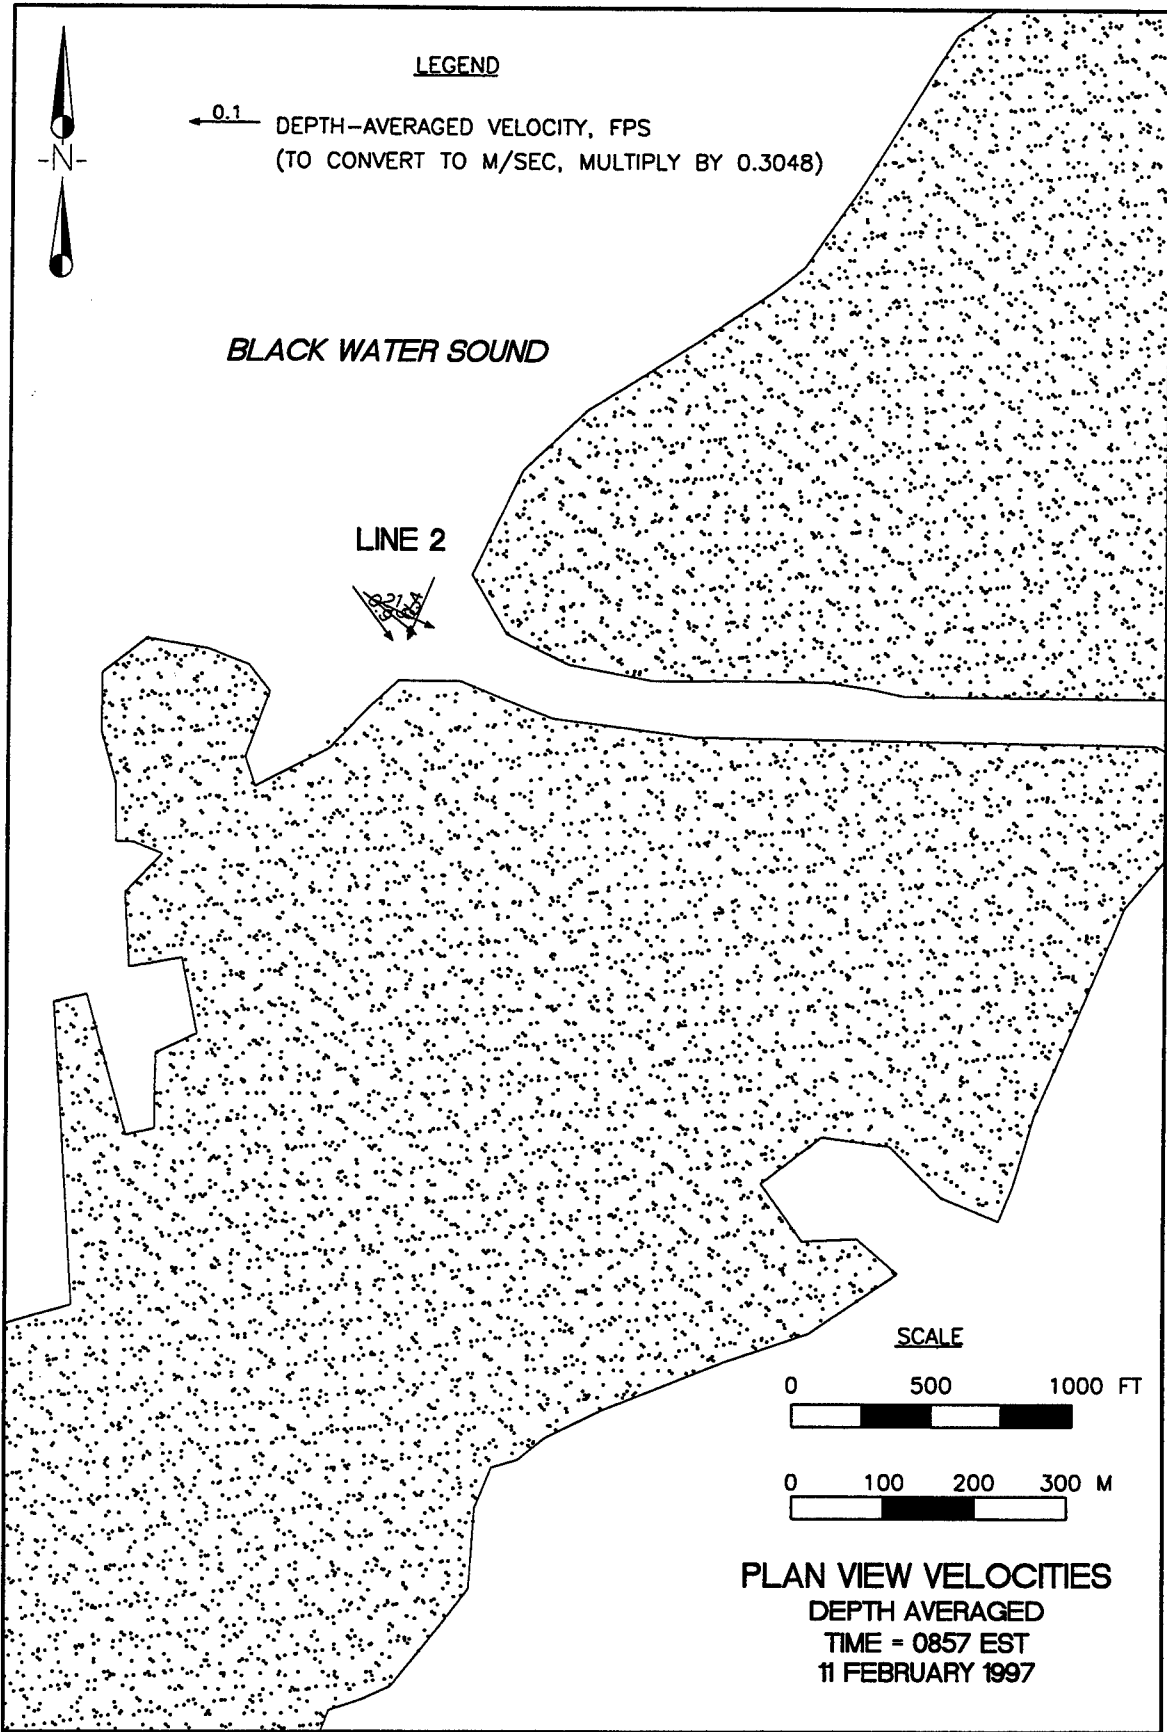 LEGEND
0.1
DEPTH-AVERAGED VELOCITY, FPS
(TO CONVERT TO M/SEC, MULTIPLY BY 0.3048)
-N-
BLACK WATER SOUND
LINE 2
SCALE
0 500 1000 FT
0 100 200 300 M
PLAN VIEW VELOCITIES
DEPTH AVERAGED
TIME = 0857 EST
11 FEBRUARY 1997